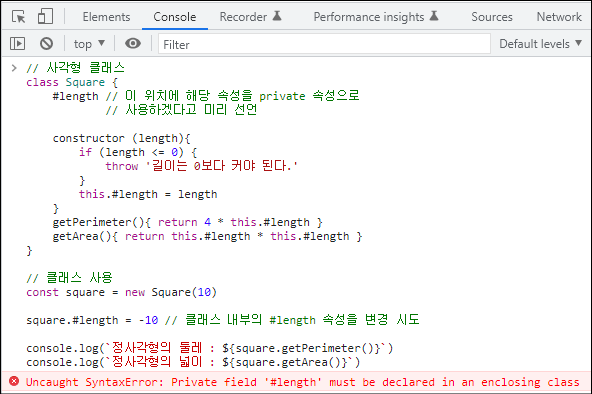 Elements Console Recorder Performance insights Sources Network
top Filter Default levels
// 사각형 클래스
class Square {
#length // 이 위치에 해당 속성을 private 속성으로
// 사용하겠다고 미리 선언
constructor (length){
if (length <= 0) {
throw '길이는 0보다 커야 된다.'
}
this.#length = length
}
getPerimeter(){ return 4 * this.#length }
getArea(){ return this.#length * this.#length }
}
// 클래스 사용
const square = new Square(10)
square.#length = -10 // 클래스 내부의 #length 속성을 변경 시도
console.log(`정사각형의 둘레 : ${square.getPerimeter()}`)
console.log(`정사각형의 넓이 : ${square.getArea()}`)
Uncaught SyntaxError: Private field '#length' must be declared in an enclosing class